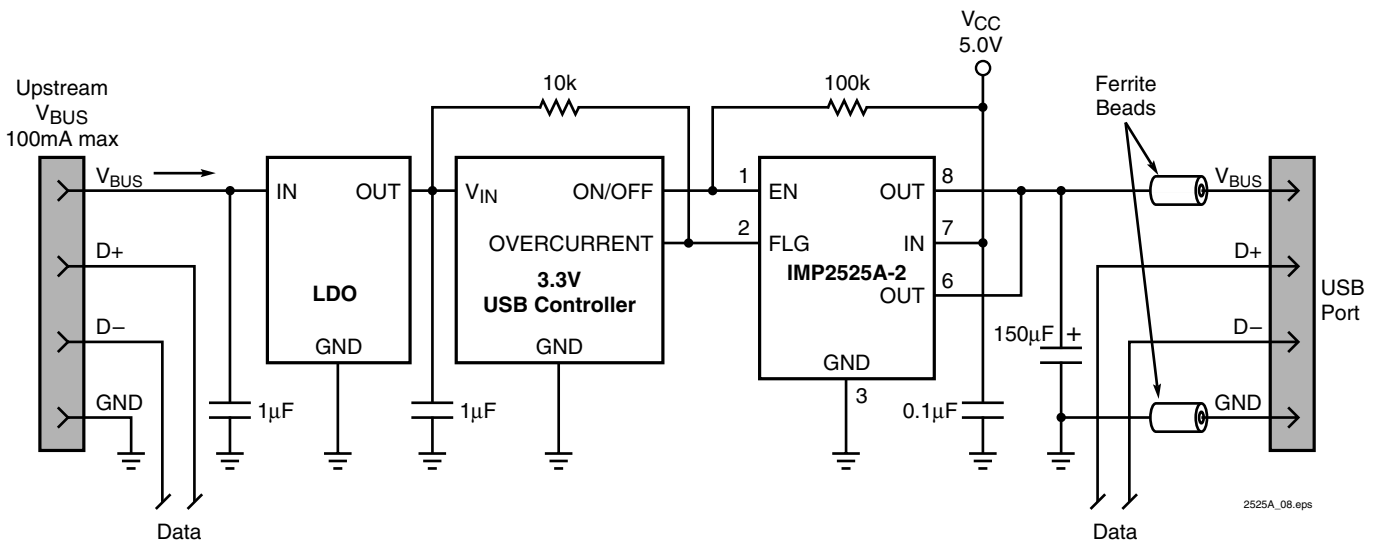 Upstream
VBUS
100mA max
VBUS
D+
D−
GND
Data
1μF
IN
OUT
LDO
GND
1μF
10k
VIN
ON/OFF
OVERCURRENT
3.3V
USB Controller
GND
100k
1
2
EN
FLG
OUT
IN
OUT
IMP2525A-2
GND
3
8
7
6
VCC
5.0V
0.1μF
150μF +
Ferrite
Beads
VBUS
D+
D−
GND
USB
Port
Data
2525A_08.eps